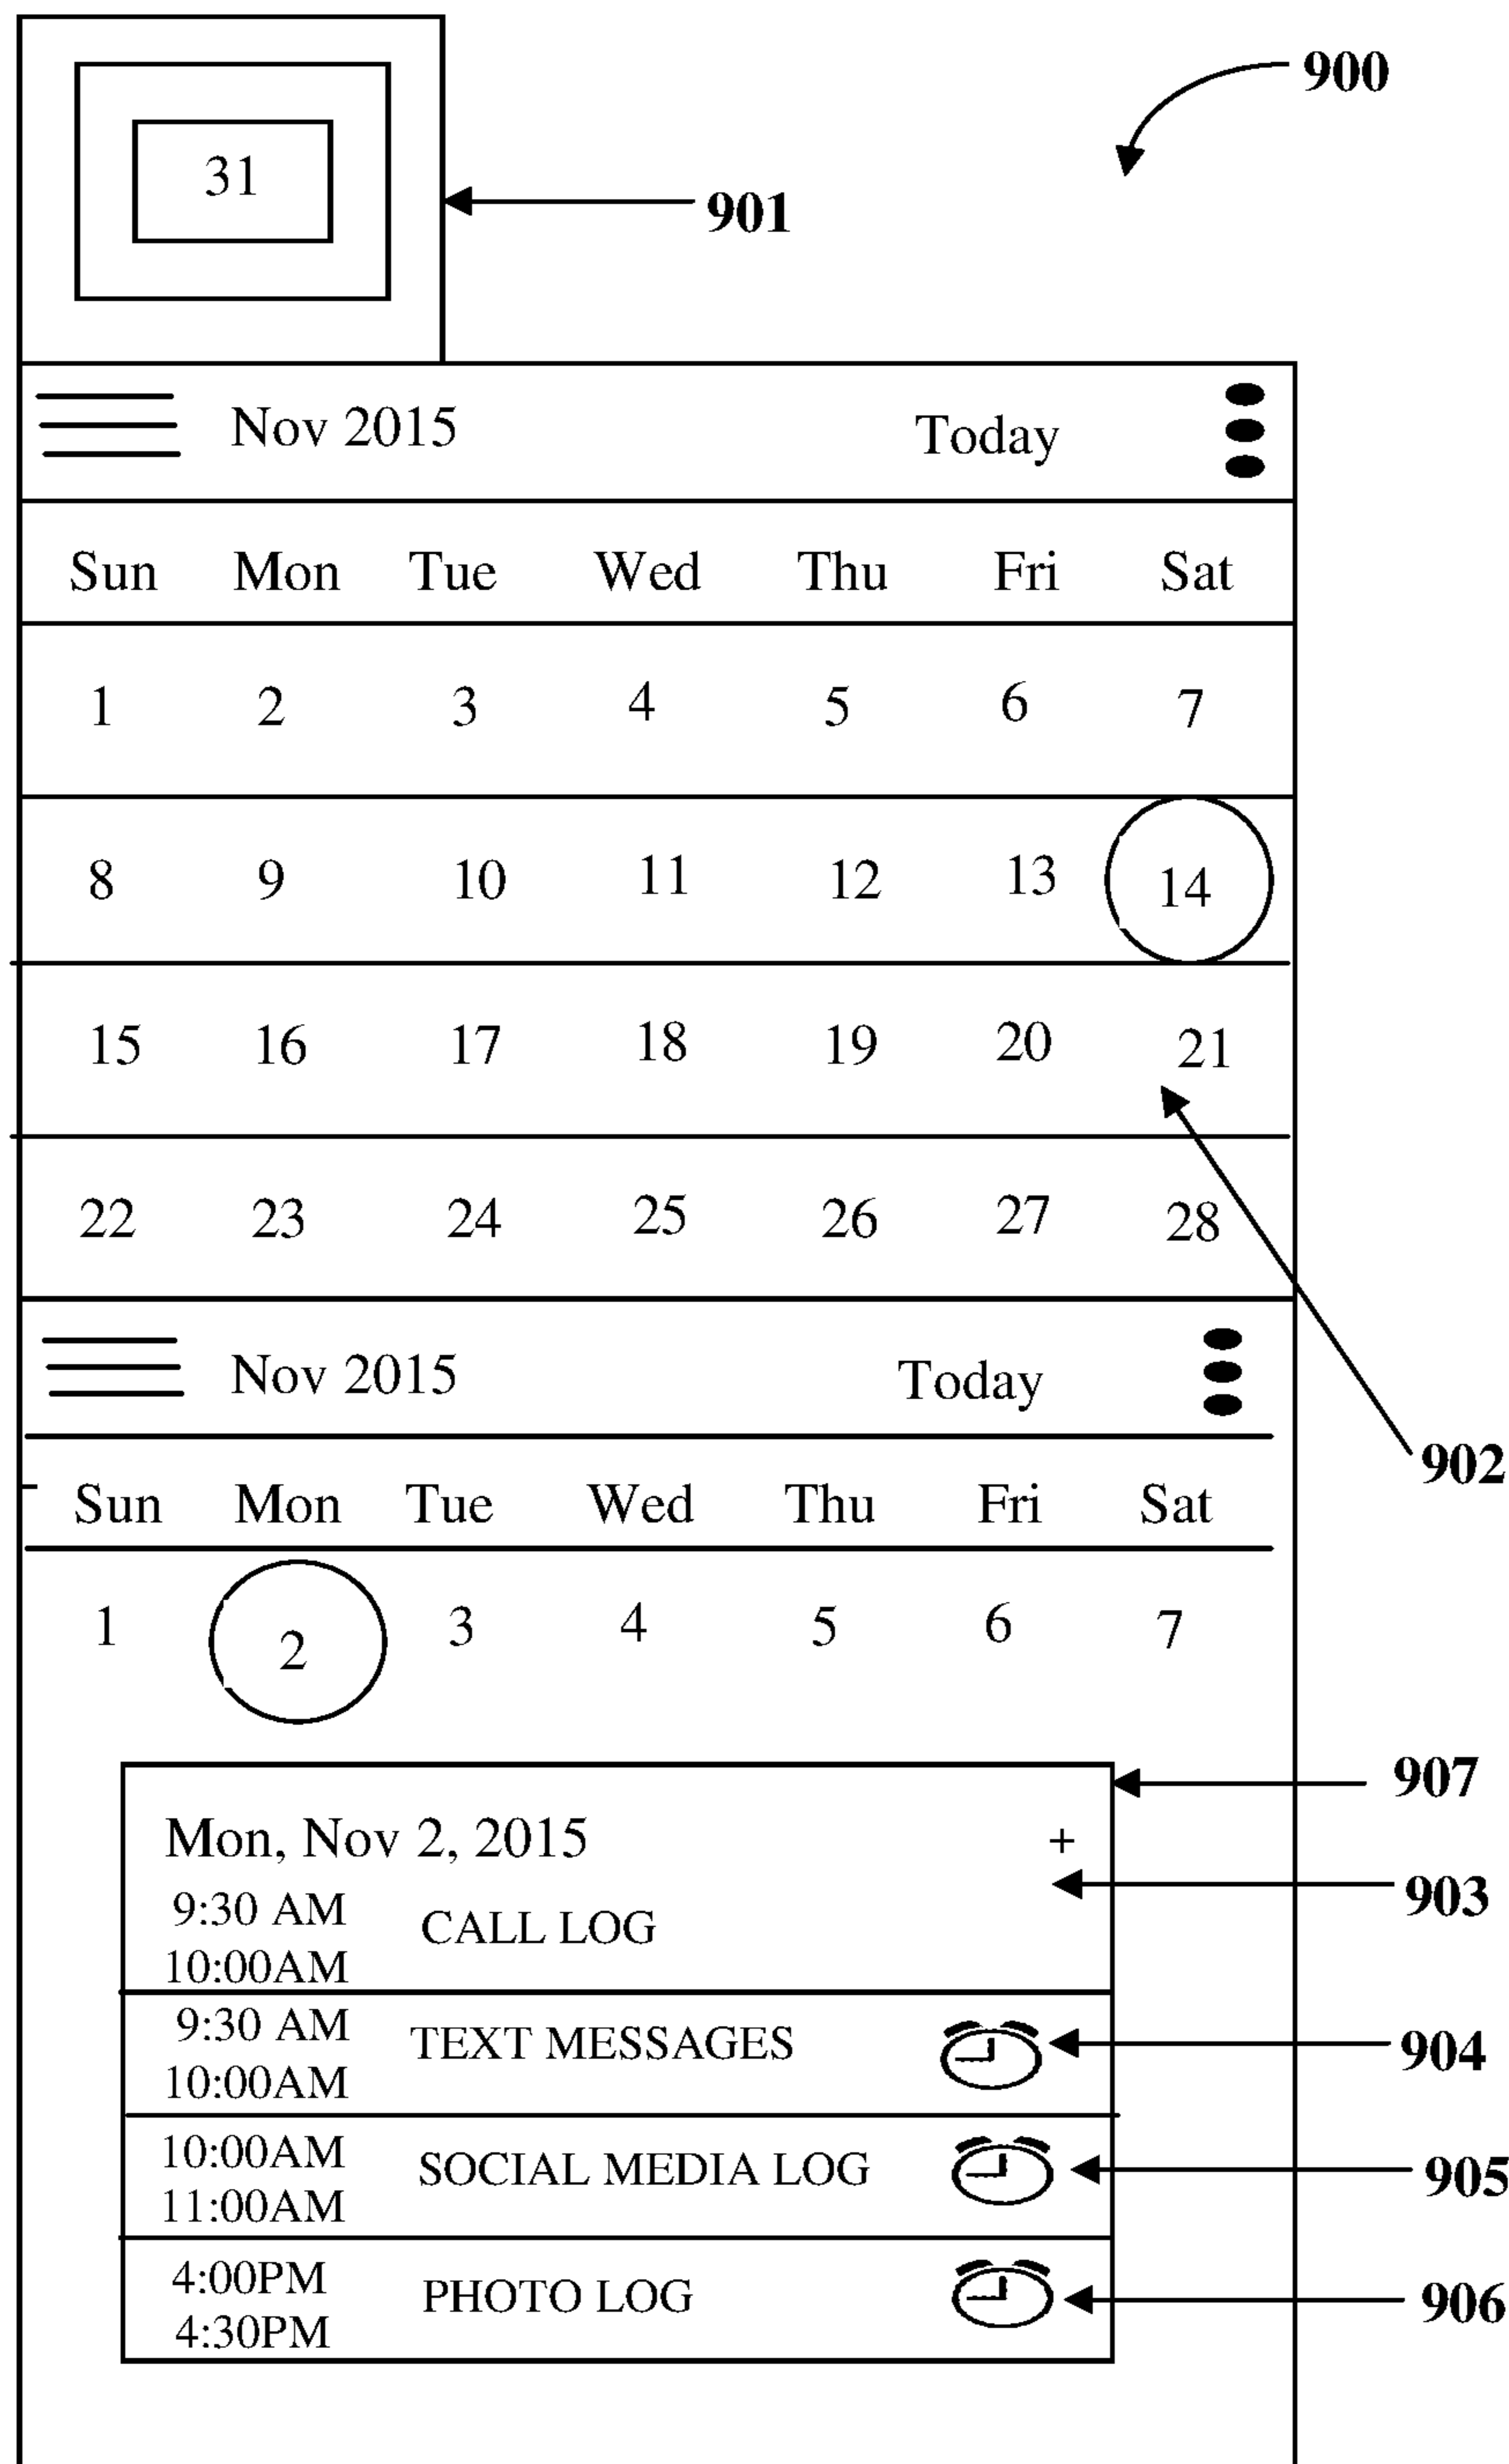 900
31
901
Nov 2015 Today
Sun Mon Tue Wed Thu Fri Sat
1 2 3 4 5 6 7
8 9 10 11 12 13 14
15 16 17 18 19 20 21
22 23 24 25 26 27 28
Nov 2015 Today
902
Sun Mon Tue Wed Thu Fri Sat
1 2 3 4 5 6 7
907
Mon, Nov 2, 2015 +
903
9:30 AM
CALL LOG
10:00AM
9:30 AM
TEXT MESSAGES 904
10:00AM
10:00AM
SOCIAL MEDIA LOG 905
11:00AM
4:00PM
PHOTO LOG 906
4:30PM